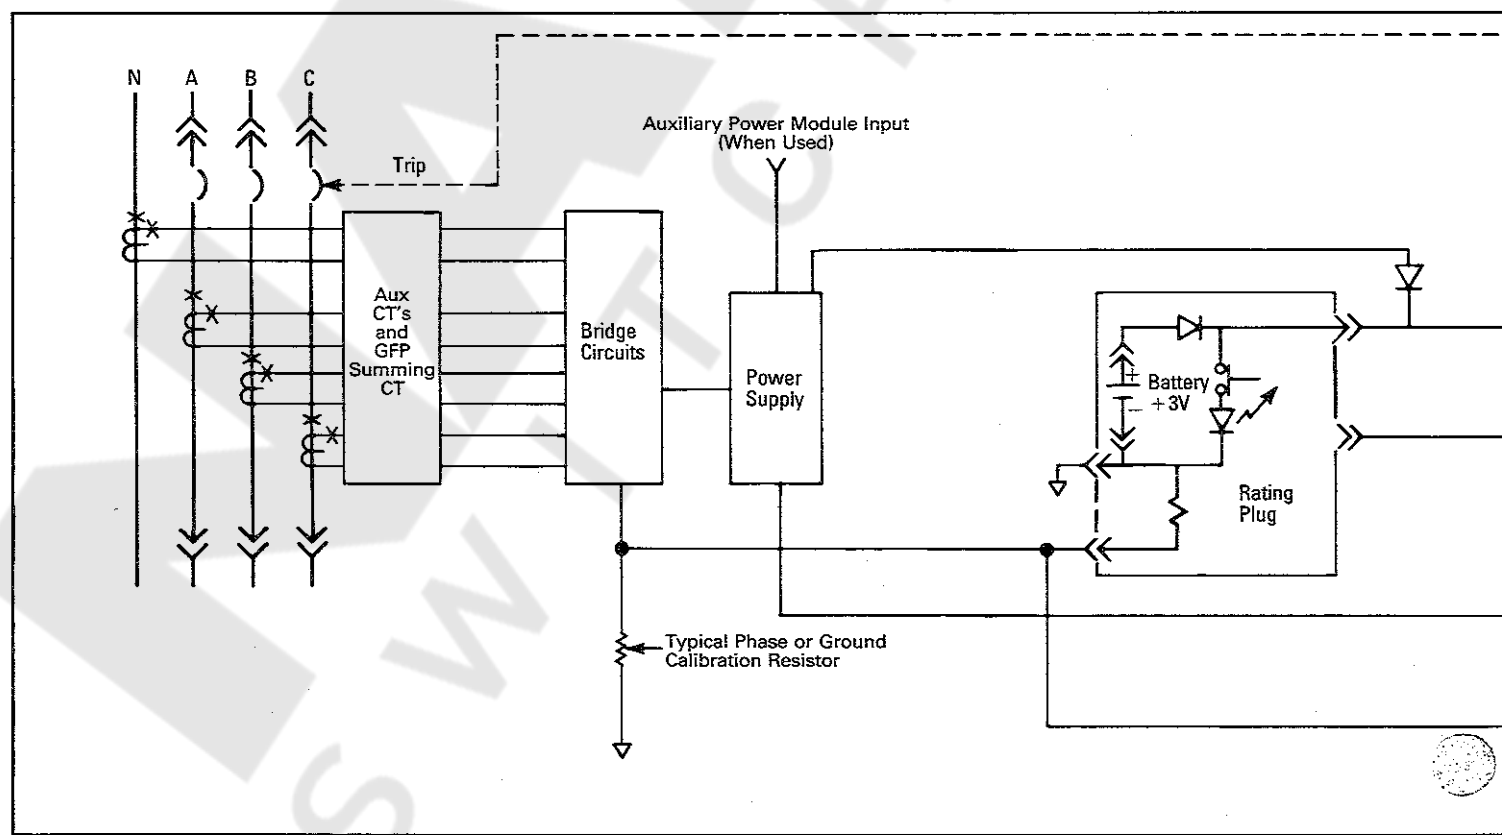 N A B C
Trip
Auxiliary Power Module Input
(When Used)
Aux
CT's
and
GFP
Summing
CT
Bridge
Circuits
Power
Supply
+
Battery
-
+3V
Rating
Plug
Typical Phase or Ground
Calibration Resistor
SWITCH